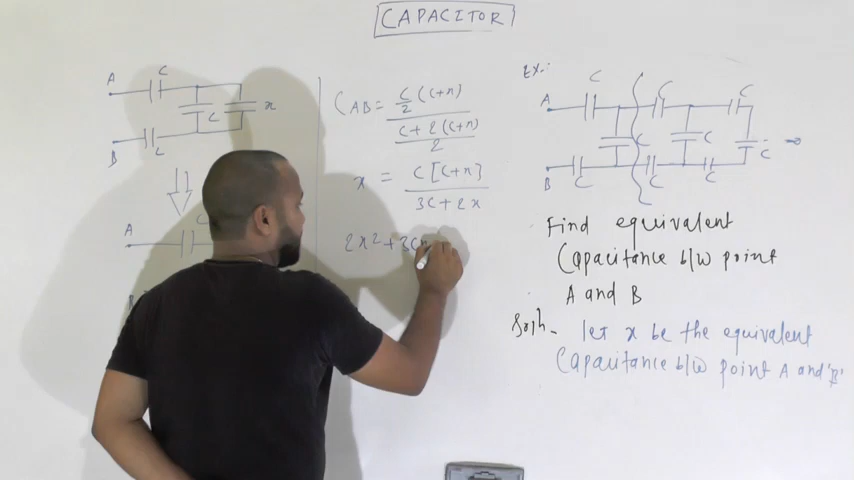 CAPACITOR
A C
C x
B C
A C
CAB = C/2 (C+x)
C + 2(C+x)
2
x = C[C+x]
3C+2x
2x2+3Cx
Ex:-
A C C C
C C C
B C C C
Find equivalent
Capacitance b/w point
A and B
Soln- let x be the equivalent
Capacitance b/w point A and 'B'